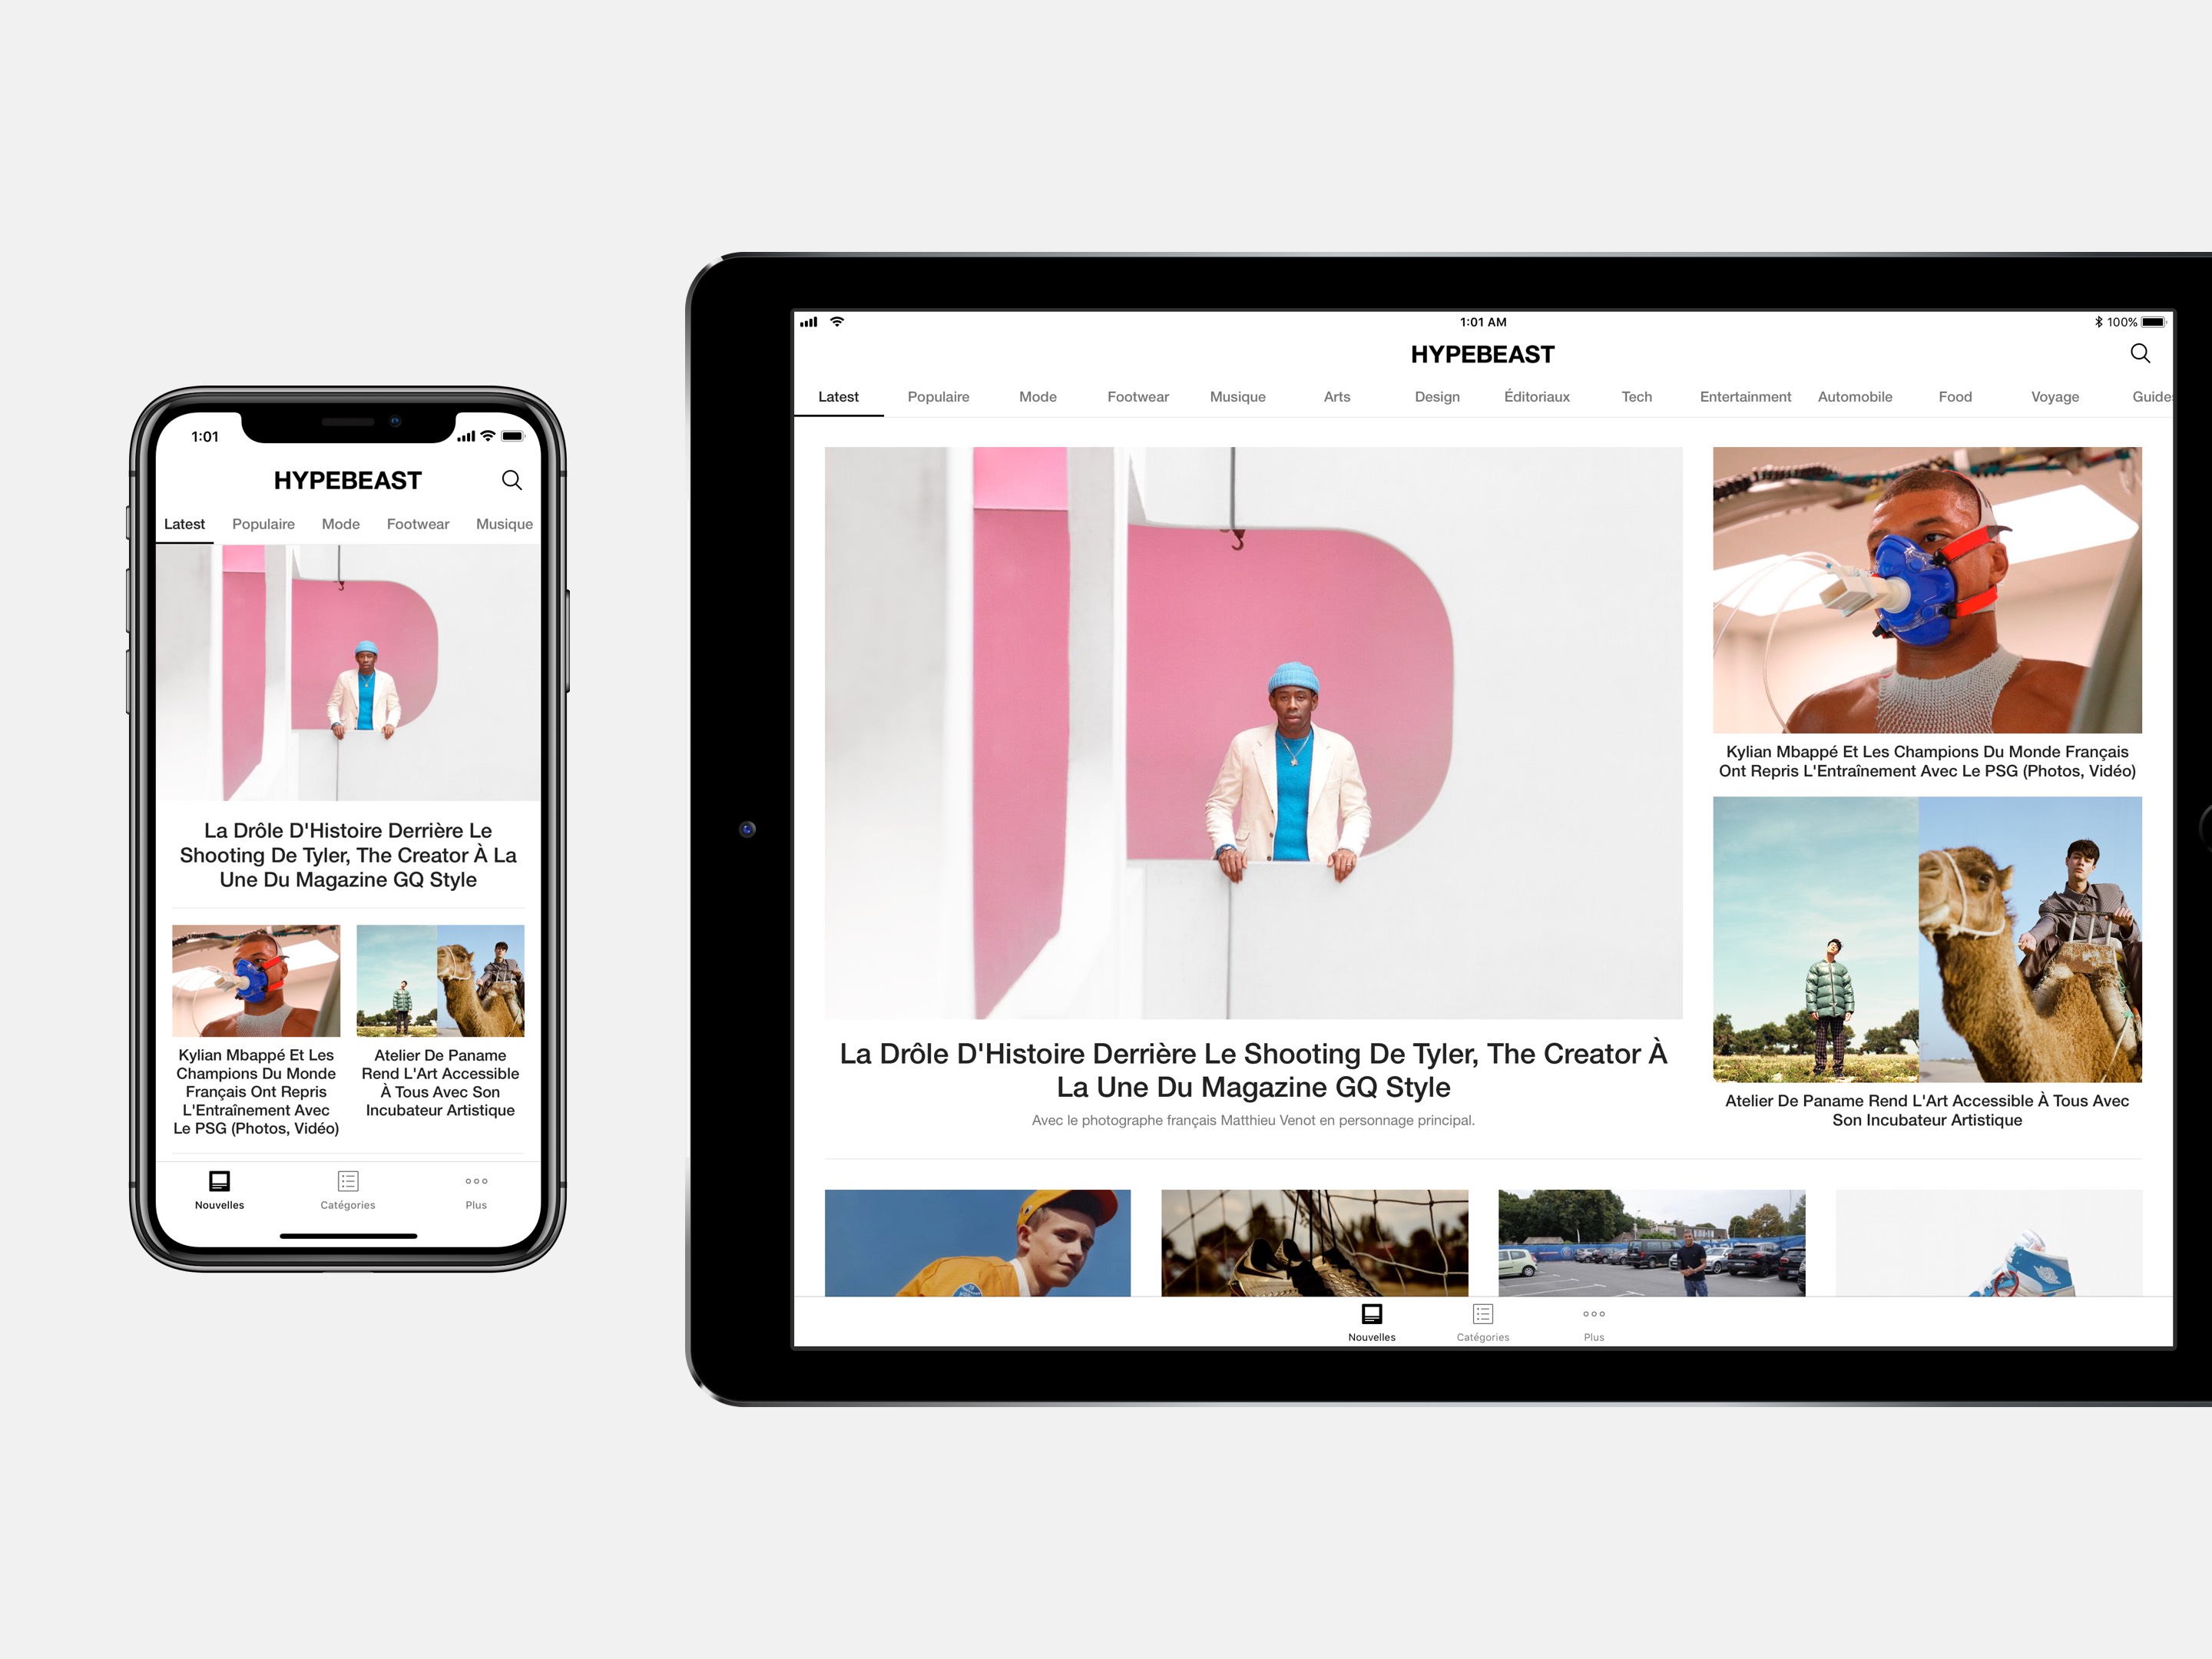 1:01
HYPEBEAST
Latest Populaire Mode Footwear Musique
La Drôle D'Histoire Derrière Le
Shooting De Tyler, The Creator À La
Une Du Magazine GQ Style
Kylian Mbappé Et Les
Champions Du Monde
Français Ont Repris
L'Entraînement Avec
Le PSG (Photos, Vidéo)
Atelier De Paname
Rend L'Art Accessible
À Tous Avec Son
Incubateur Artistique
Nouvelles Catégories Plus
1:01 AM
100%
HYPEBEAST
Latest Populaire Mode Footwear Musique Arts Design Éditoriaux Tech Entertainment Automobile Food Voyage Guides
La Drôle D'Histoire Derrière Le Shooting De Tyler, The Creator À
La Une Du Magazine GQ Style
Avec le photographe français Matthieu Venot en personnage principal.
Kylian Mbappé Et Les Champions Du Monde Français
Ont Repris L'Entraînement Avec Le PSG (Photos, Vidéo)
Atelier De Paname Rend L'Art Accessible À Tous Avec
Son Incubateur Artistique
Nouvelles Catégories Plus